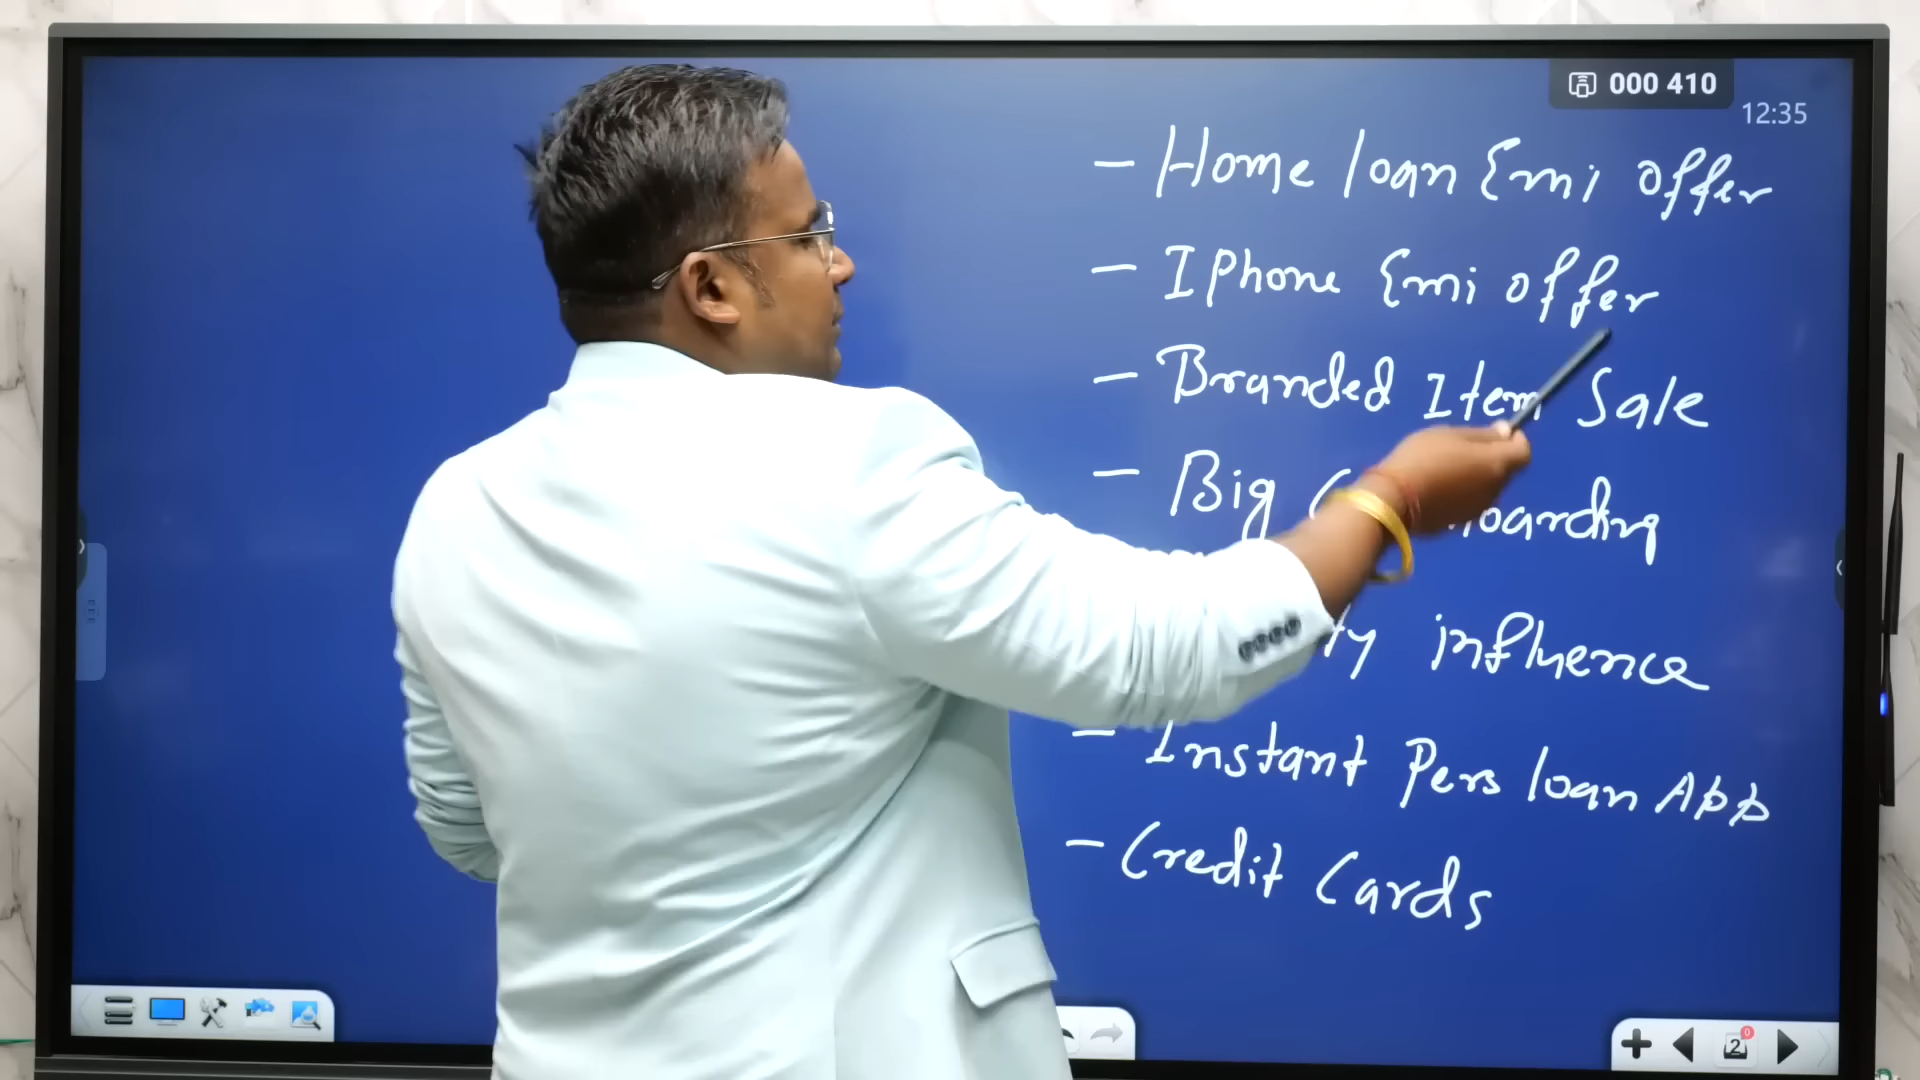 000 410
12:35
- Home loan Emi offer
- Iphone Emi offer
- Branded Item Sale
- Big
influence
- Instant Pers loan App
- Credit Cards
2